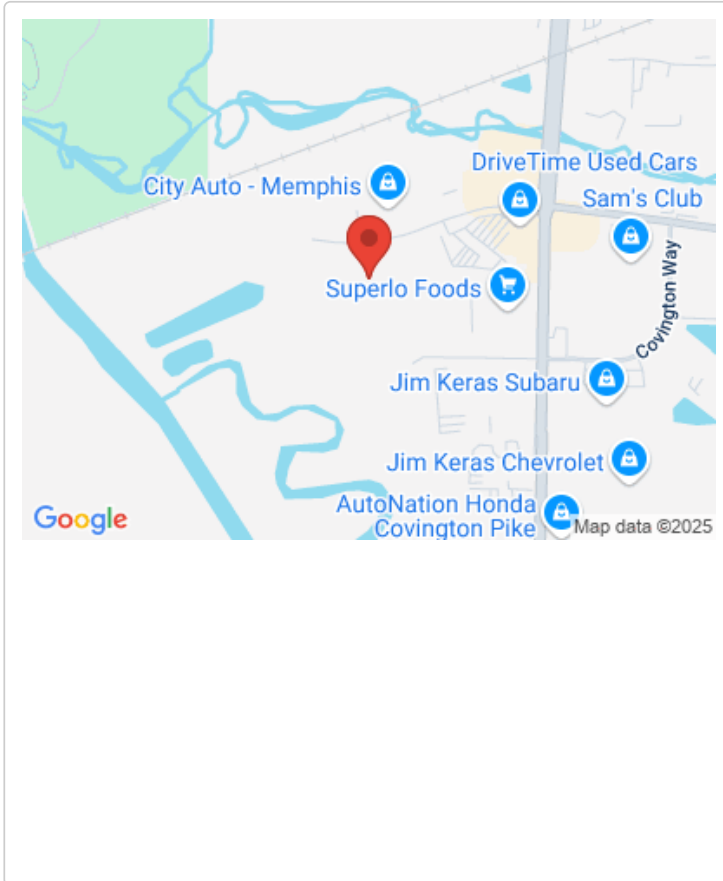 DriveTime Used Cars
City Auto - Memphis
Sam's Club
Superlo Foods
Covington Way
Jim Keras Subaru
Jim Keras Chevrolet
AutoNation Honda
Covington Pike
Google
Map data ©2025